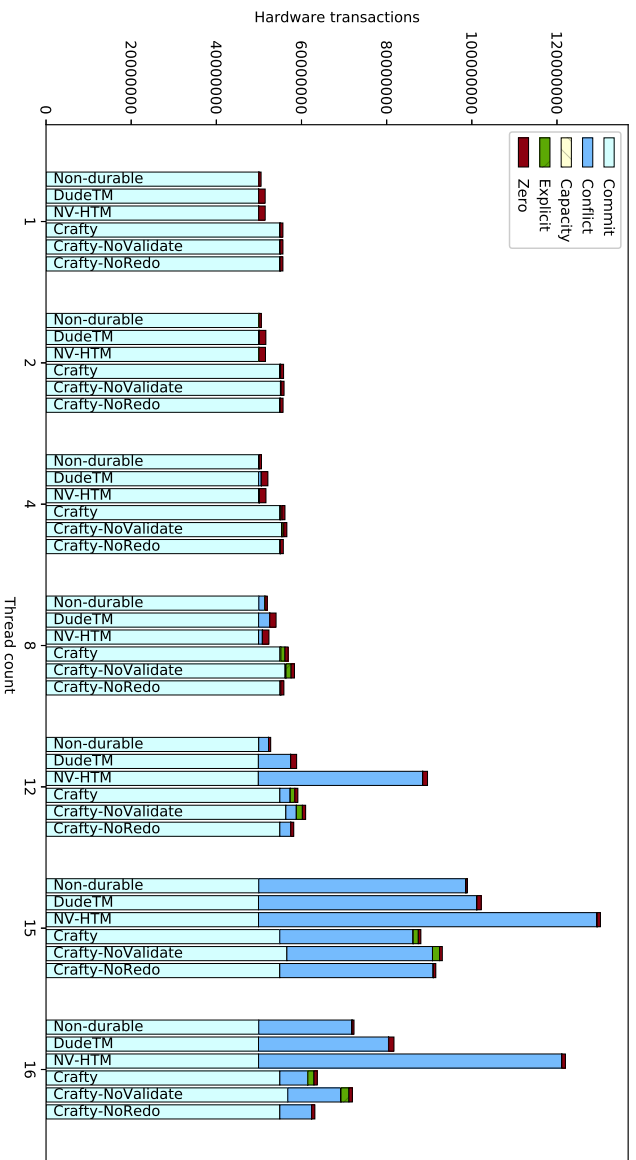 Hardware transactions
0
20000000
40000000
60000000
80000000
100000000
120000000
Commit
Conflict
Capacity
Explicit
Zero
Non-durable
DudeTM
NV-HTM
Crafty
Crafty-NoValidate
Crafty-NoRedo
1
Non-durable
DudeTM
NV-HTM
Crafty
Crafty-NoValidate
Crafty-NoRedo
2
Non-durable
DudeTM
NV-HTM
Crafty
Crafty-NoValidate
Crafty-NoRedo
4
Non-durable
DudeTM
NV-HTM
Crafty
Crafty-NoValidate
Crafty-NoRedo
8
Non-durable
DudeTM
NV-HTM
Crafty
Crafty-NoValidate
Crafty-NoRedo
12
Non-durable
DudeTM
NV-HTM
Crafty
Crafty-NoValidate
Crafty-NoRedo
15
Non-durable
DudeTM
NV-HTM
Crafty
Crafty-NoValidate
Crafty-NoRedo
16
Thread count